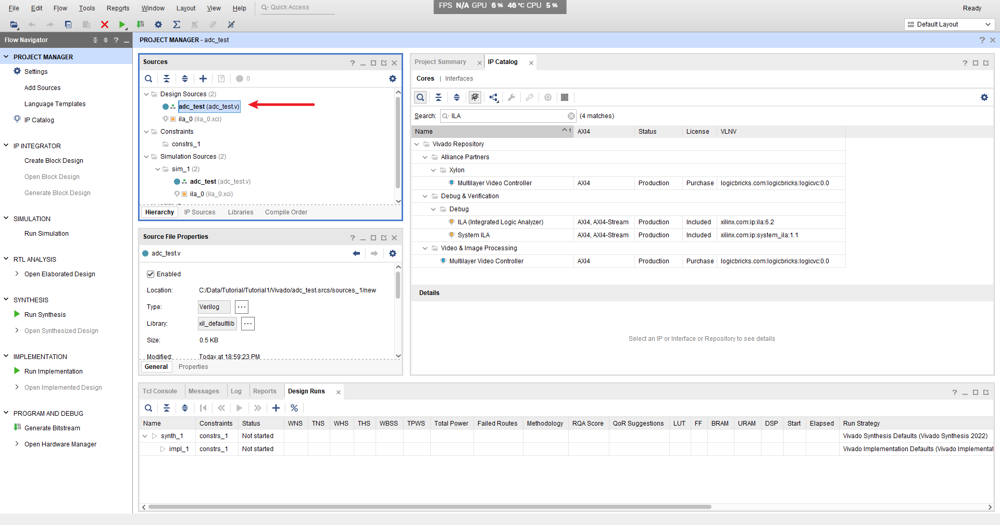 File Edit Flow Tools Reports Window Layout View Help Quick Access
FPS N/A GPU 6 % 46 °C CPU 5 %
Ready
Default Layout
Flow Navigator
PROJECT MANAGER
Settings
Add Sources
Language Templates
IP Catalog
IP INTEGRATOR
Create Block Design
Open Block Design
Generate Block Design
SIMULATION
Run Simulation
RTL ANALYSIS
Open Elaborated Design
SYNTHESIS
Run Synthesis
Open Synthesized Design
IMPLEMENTATION
Run Implementation
Open Implemented Design
PROGRAM AND DEBUG
Generate Bitstream
Open Hardware Manager
PROJECT MANAGER - adc_test
Sources
0
Design Sources (2)
adc_test (adc_test.v)
ila_0 (ila_0.xci)
Constraints
constrs_1
Simulation Sources (2)
sim_1 (2)
adc_test (adc_test.v)
ila_0 (ila_0.xci)
Hierarchy IP Sources Libraries Compile Order
Source File Properties
adc_test.v
Enabled
Location: C:/Data/Tutorial/Tutorial1/Vivado/adc_test.srcs/sources_1/new
Type: Verilog
Library: xil_defaultlib
Size: 0.5 KB
Modified: Today at 18:59:23 PM
General Properties
Project Summary IP Catalog
Cores | Interfaces
Search: ILA (4 matches)
Name 1 AXI4 Status License VLNV
Vivado Repository
Alliance Partners
Xylon
Multilayer Video Controller AXI4 Production Purchase logicbricks.com:logicbricks:logicvc:0.0
Debug & Verification
Debug
ILA (Integrated Logic Analyzer) AXI4, AXI4-Stream Production Included xilinx.com:ip:ila:6.2
System ILA AXI4, AXI4-Stream Production Included xilinx.com:ip:system_ila:1.1
Video & Image Processing
Multilayer Video Controller AXI4 Production Purchase logicbricks.com:logicbricks:logicvc:0.0
Details
Select an IP or Interface or Repository to see details
Tcl Console Messages Log Reports Design Runs
Name Constraints Status WNS TNS WHS THS WBSS TPWS Total Power Failed Routes Methodology RQA Score QoR Suggestions LUT FF BRAM URAM DSP Start Elapsed Run Strategy
synth_1 constrs_1 Not started Vivado Synthesis Defaults (Vivado Synthesis 2022)
impl_1 constrs_1 Not started Vivado Implementation Defaults (Vivado Implementat